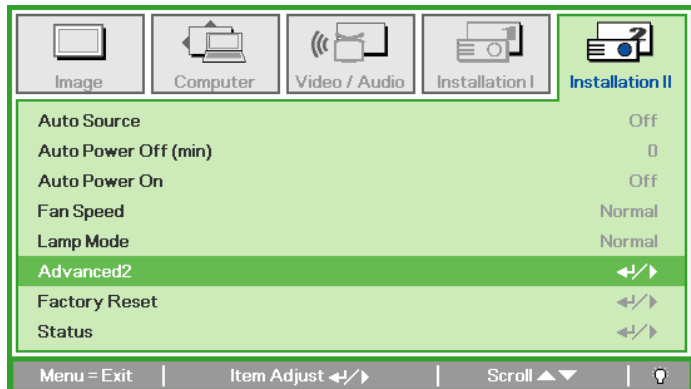 Image Computer Video / Audio Installation I Installation II
Auto Source Off
Auto Power Off (min) 0
Auto Power On Off
Fan Speed Normal
Lamp Mode Normal
Advanced2
Factory Reset
Status
Menu = Exit Item Adjust Scroll